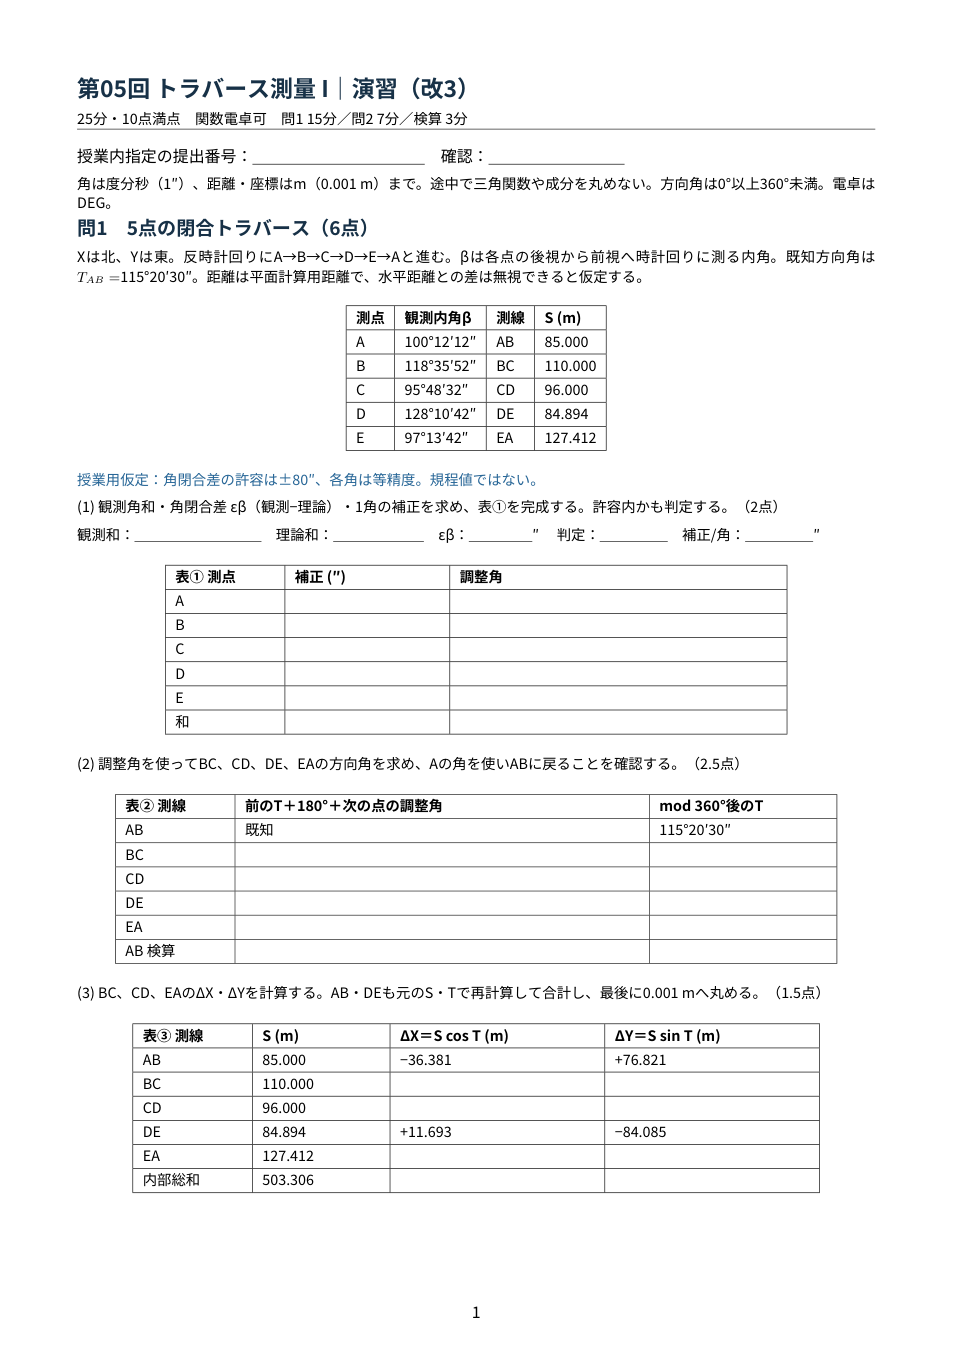 第05回 トラバース測量 I｜演習（改3）
25分・10点満点　関数電卓可　問1 15分／問2 7分／検算 3分
授業内指定の提出番号：____________________　確認：________________
角は度分秒（1″）、距離・座標はm（0.001 m）まで。途中で三角関数や成分を丸めない。方向角は0°以上360°未満。電卓は
DEG。
問1　5点の閉合トラバース（6点）
Xは北、Yは東。反時計回りにA→B→C→D→E→Aと進む。βは各点の後視から前視へ時計回りに測る内角。既知方向角は
T_AB =115°20′30″。距離は平面計算用距離で、水平距離との差は無視できると仮定する。
測点 観測内角β 測線 S (m)
A 100°12′12″ AB 85.000
B 118°35′52″ BC 110.000
C 95°48′32″ CD 96.000
D 128°10′42″ DE 84.894
E 97°13′42″ EA 127.412
授業用仮定：角閉合差の許容は±80″、各角は等精度。規程値ではない。
(1) 観測角和・角閉合差 εβ（観測−理論）・1角の補正を求め、表①を完成する。許容内かも判定する。（2点）
観測和：________________　理論和：____________　εβ：________″　判定：________　補正/角：________″
表① 測点 補正 (″) 調整角
A
B
C
D
E
和
(2) 調整角を使ってBC、CD、DE、EAの方向角を求め、Aの角を使いABに戻ることを確認する。（2.5点）
表② 測線 前のT＋180°＋次の点の調整角 mod 360°後のT
AB 既知 115°20′30″
BC
CD
DE
EA
AB 検算
(3) BC、CD、EAのΔX・ΔYを計算する。AB・DEも元のS・Tで再計算して合計し、最後に0.001 mへ丸める。（1.5点）
表③ 測線 S (m) ΔX＝S cos T (m) ΔY＝S sin T (m)
AB 85.000 −36.381 +76.821
BC 110.000
CD 96.000
DE 84.894 +11.693 −84.085
EA 127.412
内部総和 503.306
1